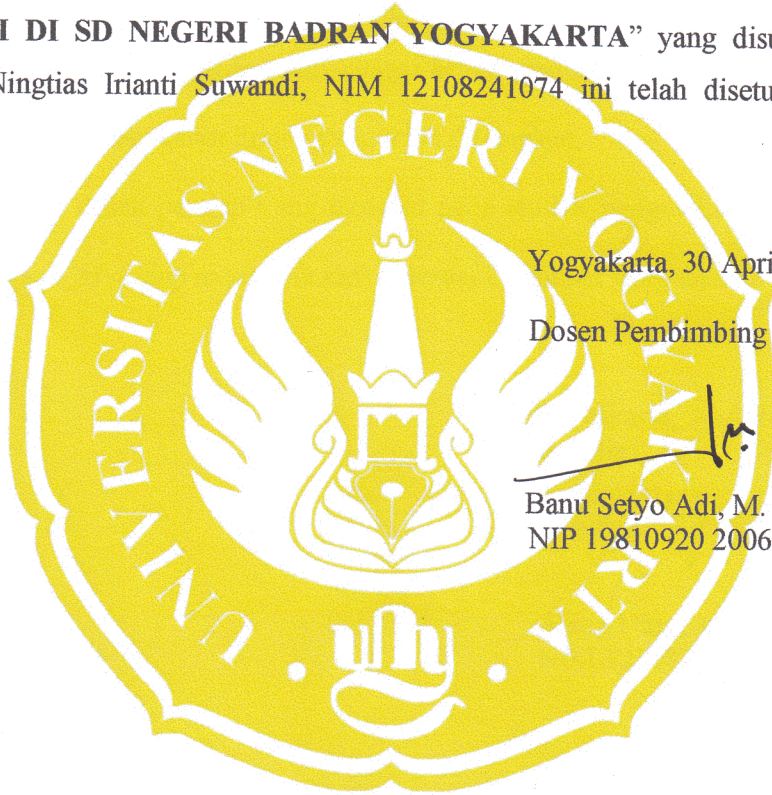 I DI SD NEGERI BADRAN YOGYAKARTA” yang disu
Ningtias Irianti Suwandi, NIM 12108241074 ini telah disetu
UNIVERSITAS NEGERI YOGYAKARTA
Yogyakarta, 30 Apri
Dosen Pembimbing
Banu Setyo Adi, M.
NIP 19810920 2006
uny